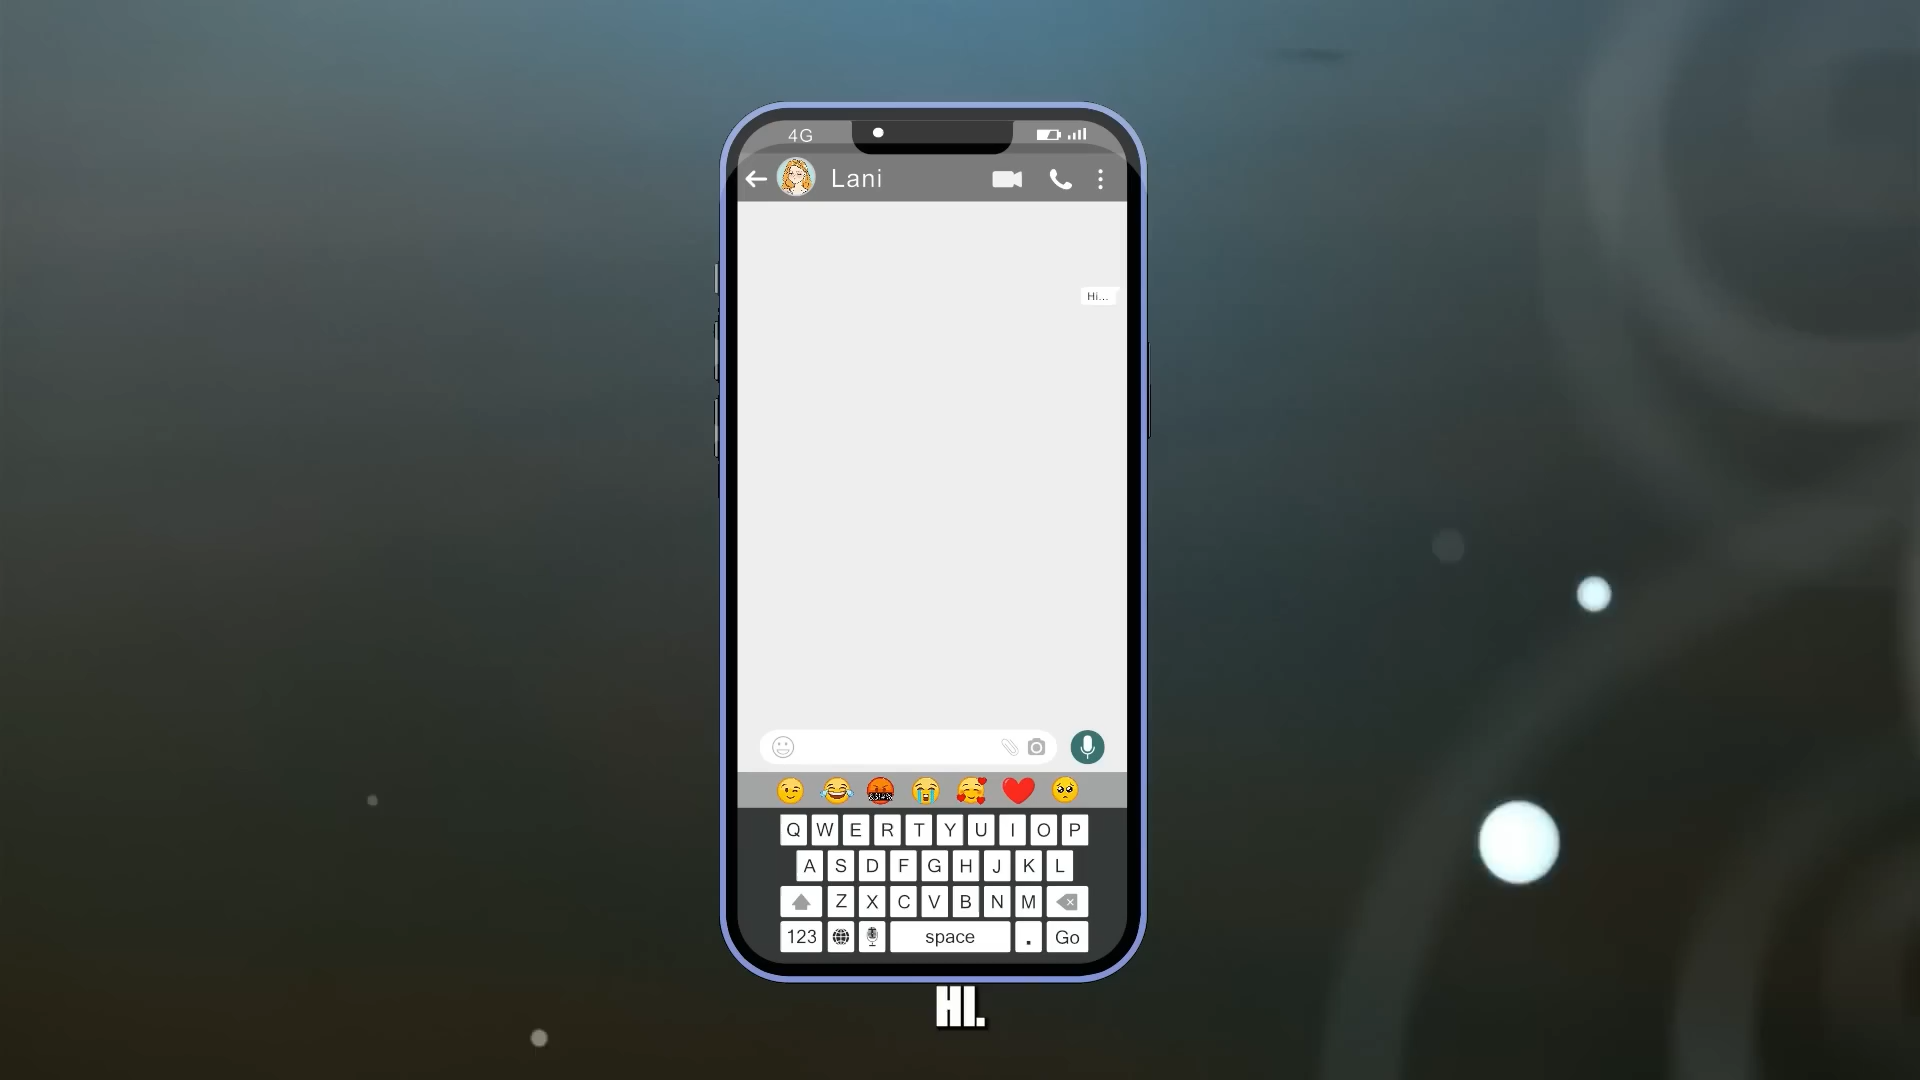 4G
Lani
Hi...
Q W E R T Y U I O P
A S D F G H J K L
Z X C V B N M
123 space . Go
HI.